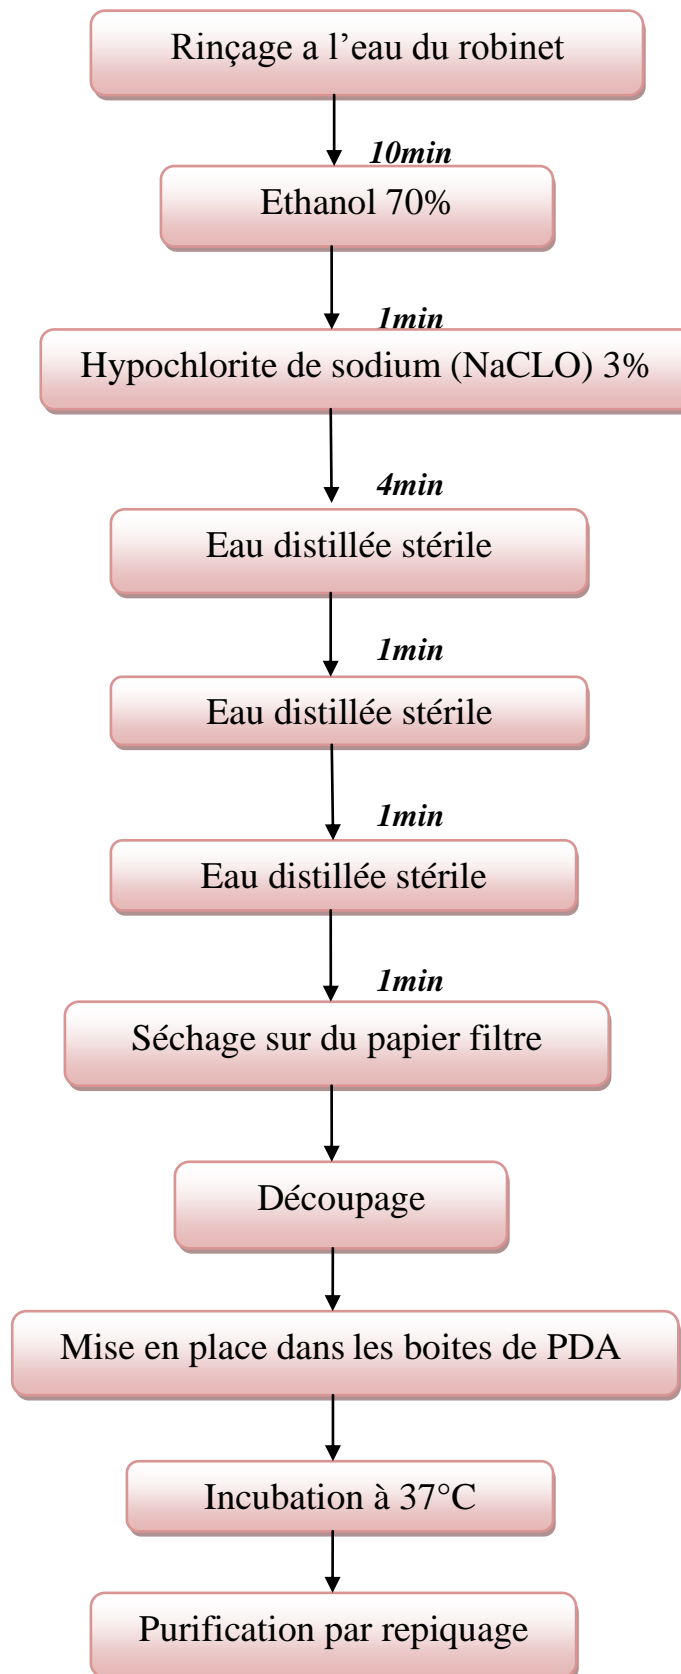 Rinçage a l’eau du robinet
10min
Ethanol 70%
1min
Hypochlorite de sodium (NaCLO) 3%
4min
Eau distillée stérile
1min
Eau distillée stérile
1min
Eau distillée stérile
1min
Séchage sur du papier filtre
Découpage
Mise en place dans les boites de PDA
Incubation à 37°C
Purification par repiquage